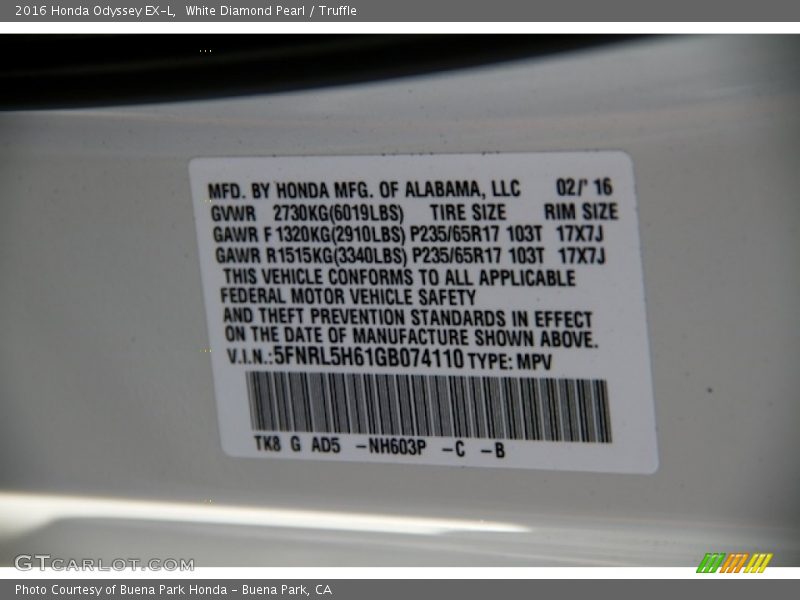 2016 Honda Odyssey EX-L,  White Diamond Pearl / Truffle
MFD. BY HONDA MFG. OF ALABAMA, LLC 02/' 16
GVWR 2730KG(6019LBS) TIRE SIZE RIM SIZE
GAWR F 1320KG(2910LBS) P235/65R17 103T 17X7J
GAWR R1515KG(3340LBS) P235/65R17 103T 17X7J
THIS VEHICLE CONFORMS TO ALL APPLICABLE
FEDERAL MOTOR VEHICLE SAFETY
AND THEFT PREVENTION STANDARDS IN EFFECT
ON THE DATE OF MANUFACTURE SHOWN ABOVE.
V.I.N.:5FNRL5H61GB074110 TYPE: MPV
TK8 G AD5 -NH603P -C -B
GTCARLOT.COM
Photo Courtesy of Buena Park Honda - Buena Park, CA